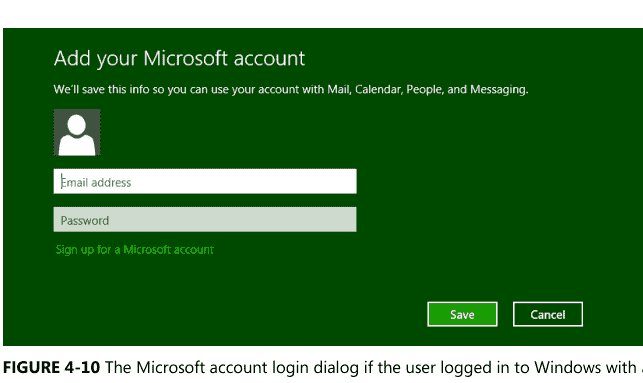 Add your Microsoft account
We'll save this info so you can use your account with Mail, Calendar, People, and Messaging.
Email address
Password
Sign up for a Microsoft account
Save Cancel
FIGURE 4-10 The Microsoft account login dialog if the user logged in to Windows with